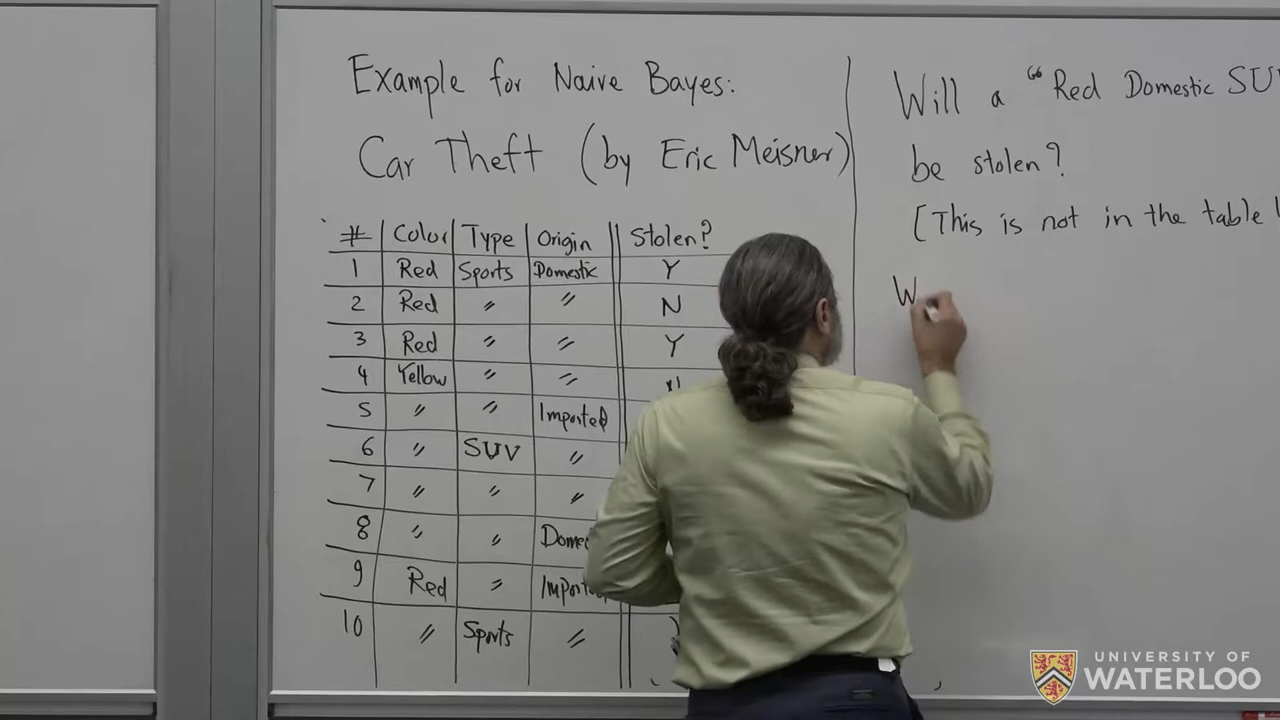 Example for Naive Bayes:
Car Theft (by Eric Meisner)
# Color Type Origin Stolen?
1 Red Sports Domestic Y
2 Red " " N
3 Red " " Y
4 Yellow " "
5 " " Imported
6 " SUV "
7 " " "
8 " "
9 Red "
10 " Sports "
Will a "Red Domestic SUV
be stolen?
(This is not in the table
W
UNIVERSITY OF
WATERLOO